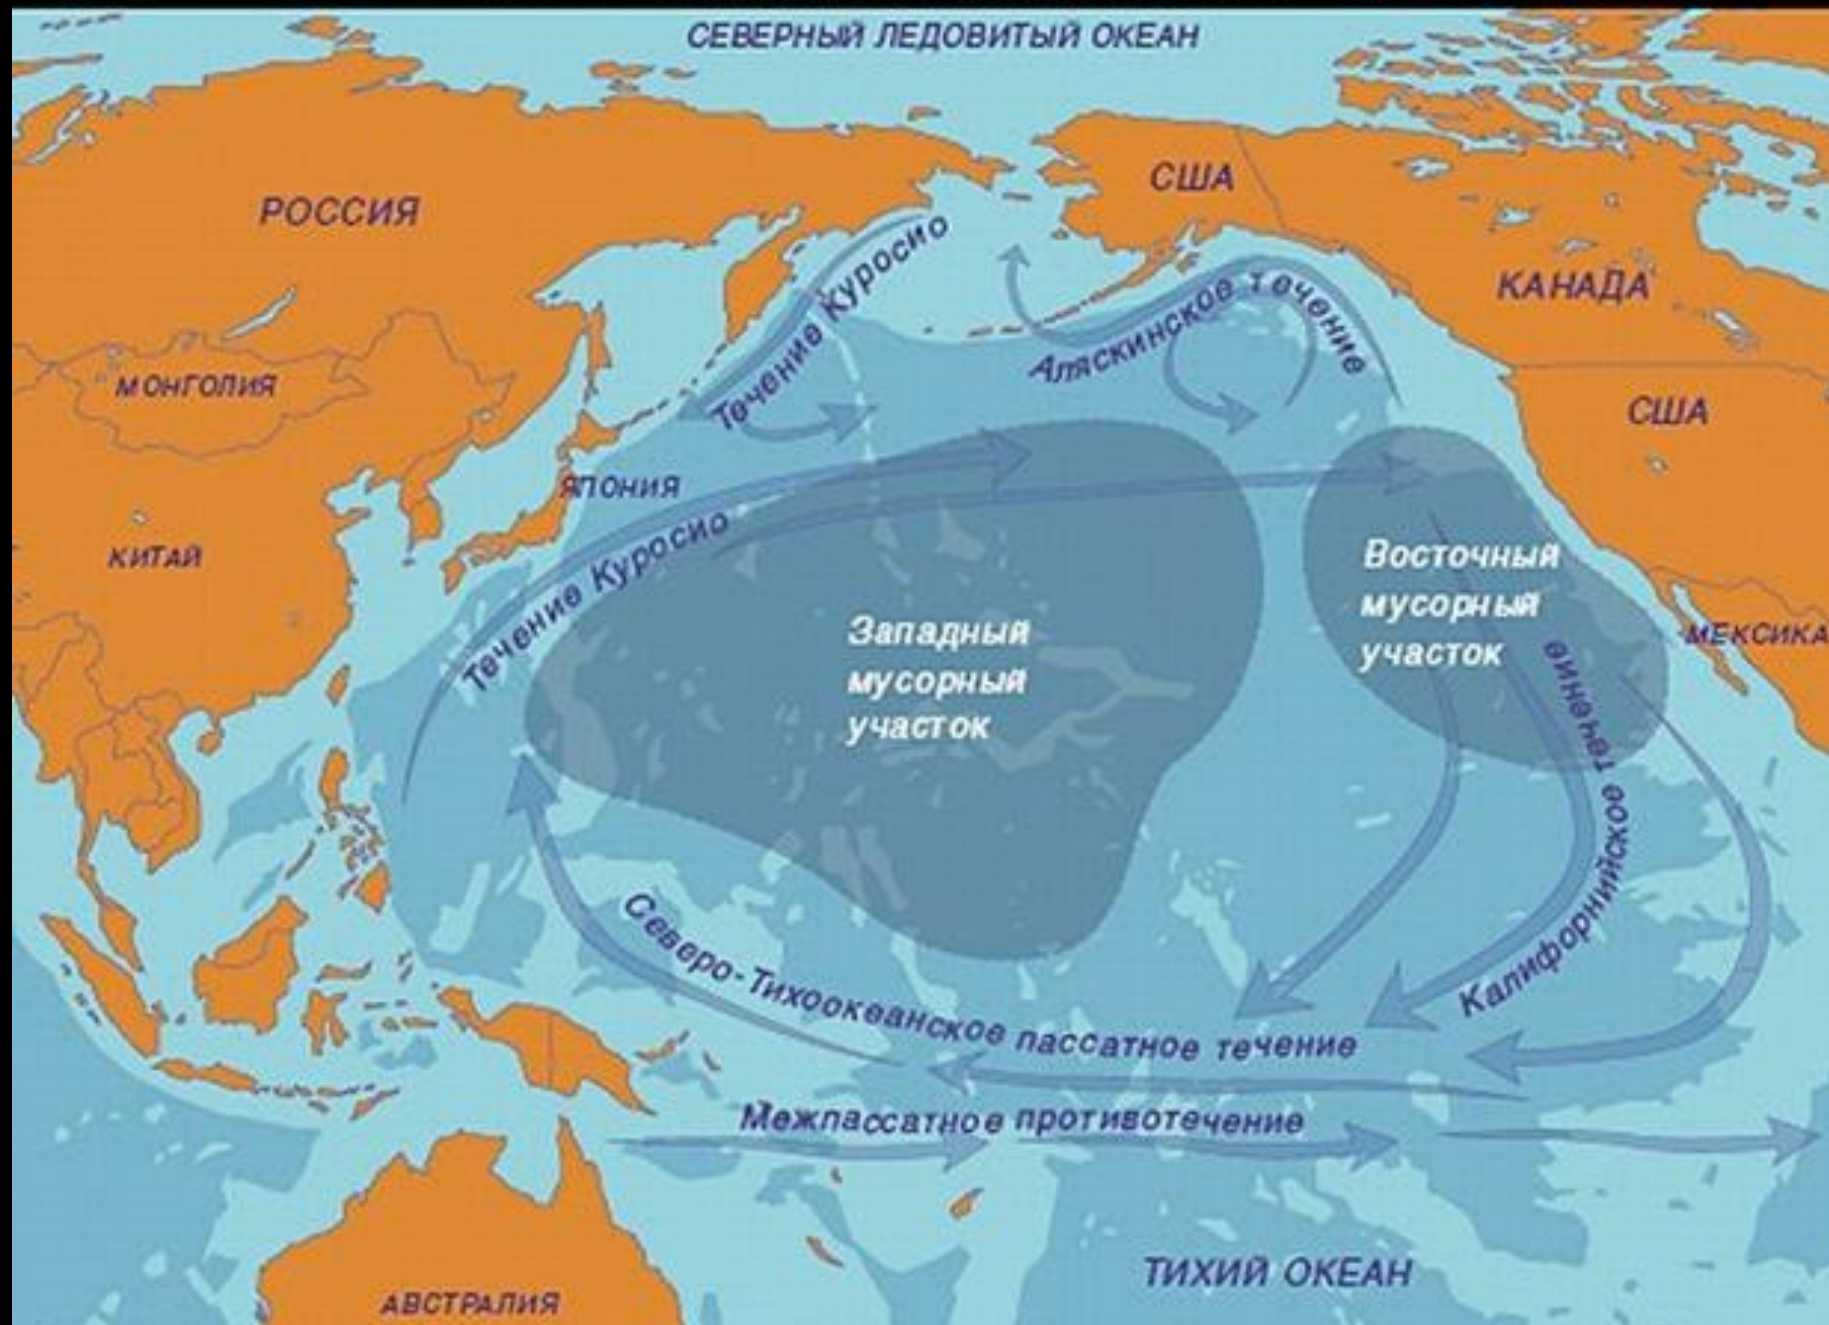 СЕВЕРНЫЙ ЛЕДОВИТЫЙ ОКЕАН
РОССИЯ
США
КАНАДА
Течение Куросио
Аляскинское течение
МОНГОЛИЯ
США
ЯПОНИЯ
КИТАЙ
Течение Куросио
Восточный
мусорный
участок
Западный
мусорный
участок
МЕКСИКА
Калифорнийское течение
Северо-Тихоокеанское пассатное течение
Межпассатное противотечение
ТИХИЙ ОКЕАН
АВСТРАЛИЯ